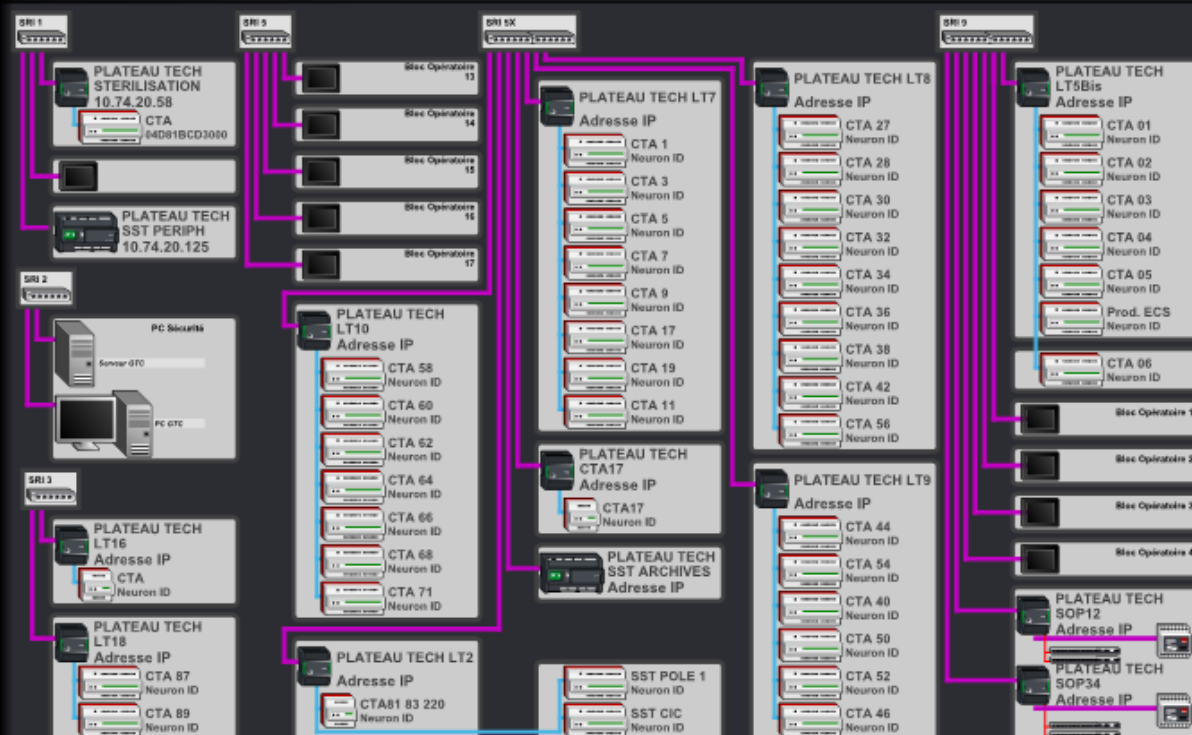 SRI 1
PLATEAU TECH
STERILISATION
10.74.20.58
CTA
04D81BCD3000
PLATEAU TECH
SST PERIPH
10.74.20.125
SRI 2
PC Sécurité
Serveur GTC
PC GTC
SRI 3
PLATEAU TECH
LT16
Adresse IP
CTA
Neuron ID
PLATEAU TECH
LT18
Adresse IP
CTA 87
Neuron ID
CTA 89
Neuron ID
SRI 5
Bloc Opératoire
13
Bloc Opératoire
14
Bloc Opératoire
15
Bloc Opératoire
16
Bloc Opératoire
17
PLATEAU TECH
LT10
Adresse IP
CTA 58
Neuron ID
CTA 60
Neuron ID
CTA 62
Neuron ID
CTA 64
Neuron ID
CTA 66
Neuron ID
CTA 68
Neuron ID
CTA 71
Neuron ID
PLATEAU TECH LT2
Adresse IP
CTA81 83 220
Neuron ID
SRI 5X
PLATEAU TECH LT7
Adresse IP
CTA 1
Neuron ID
CTA 3
Neuron ID
CTA 5
Neuron ID
CTA 7
Neuron ID
CTA 9
Neuron ID
CTA 17
Neuron ID
CTA 19
Neuron ID
CTA 11
Neuron ID
PLATEAU TECH
CTA17
Adresse IP
CTA17
Neuron ID
PLATEAU TECH
SST ARCHIVES
Adresse IP
SST POLE 1
Neuron ID
SST CIC
Neuron ID
PLATEAU TECH LT8
Adresse IP
CTA 27
Neuron ID
CTA 28
Neuron ID
CTA 30
Neuron ID
CTA 32
Neuron ID
CTA 34
Neuron ID
CTA 36
Neuron ID
CTA 38
Neuron ID
CTA 42
Neuron ID
CTA 56
Neuron ID
PLATEAU TECH LT9
Adresse IP
CTA 44
Neuron ID
CTA 54
Neuron ID
CTA 40
Neuron ID
CTA 50
Neuron ID
CTA 52
Neuron ID
CTA 46
Neuron ID
SRI 9
PLATEAU TECH
LT5Bis
Adresse IP
CTA 01
Neuron ID
CTA 02
Neuron ID
CTA 03
Neuron ID
CTA 04
Neuron ID
CTA 05
Neuron ID
Prod. ECS
Neuron ID
CTA 06
Neuron ID
Bloc Opératoire 1
Bloc Opératoire 2
Bloc Opératoire 3
Bloc Opératoire 4
PLATEAU TECH
SOP12
Adresse IP
PLATEAU TECH
SOP34
Adresse IP